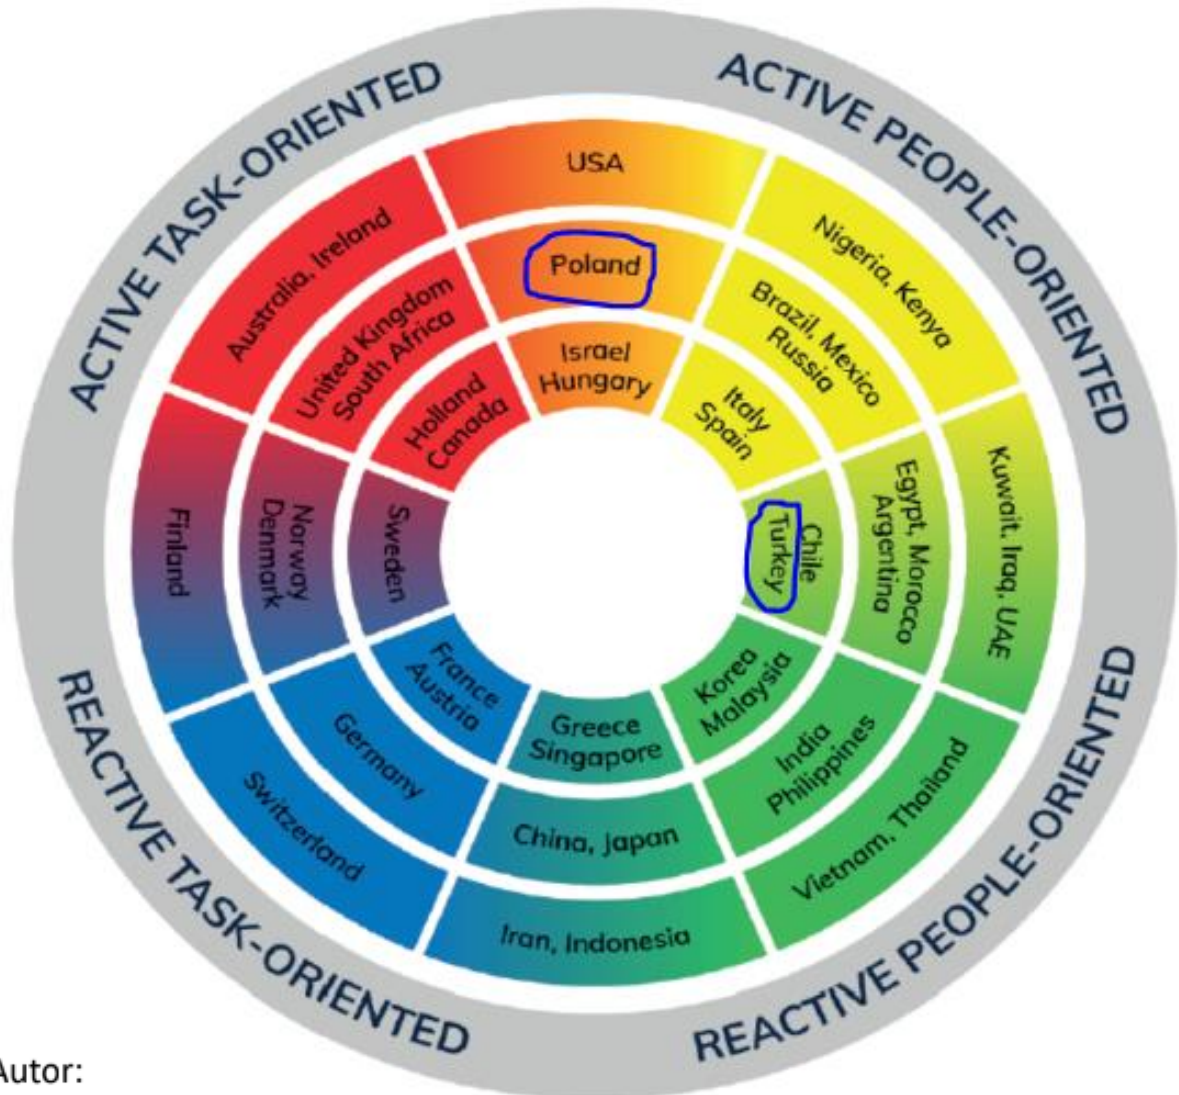 ACTIVE TASK-ORIENTED
ACTIVE PEOPLE-ORIENTED
USA
Poland
Israel
Hungary
Nigeria, Kenya
Brazil, Mexico
Russia
Italy
Spain
Kuwait, Iraq, UAE
Egypt, Morocco
Argentina
Chile
Turkey
Vietnam, Thailand
India
Philippines
Korea
Malaysia
Greece
Singapore
China, Japan
Iran, Indonesia
France
Austria
Germany
Switzerland
Sweden
Norway
Denmark
Finland
Holland
Canada
United Kingdom
South Africa
Australia, Ireland
REACTIVE TASK-ORIENTED
REACTIVE PEOPLE-ORIENTED
Autor: